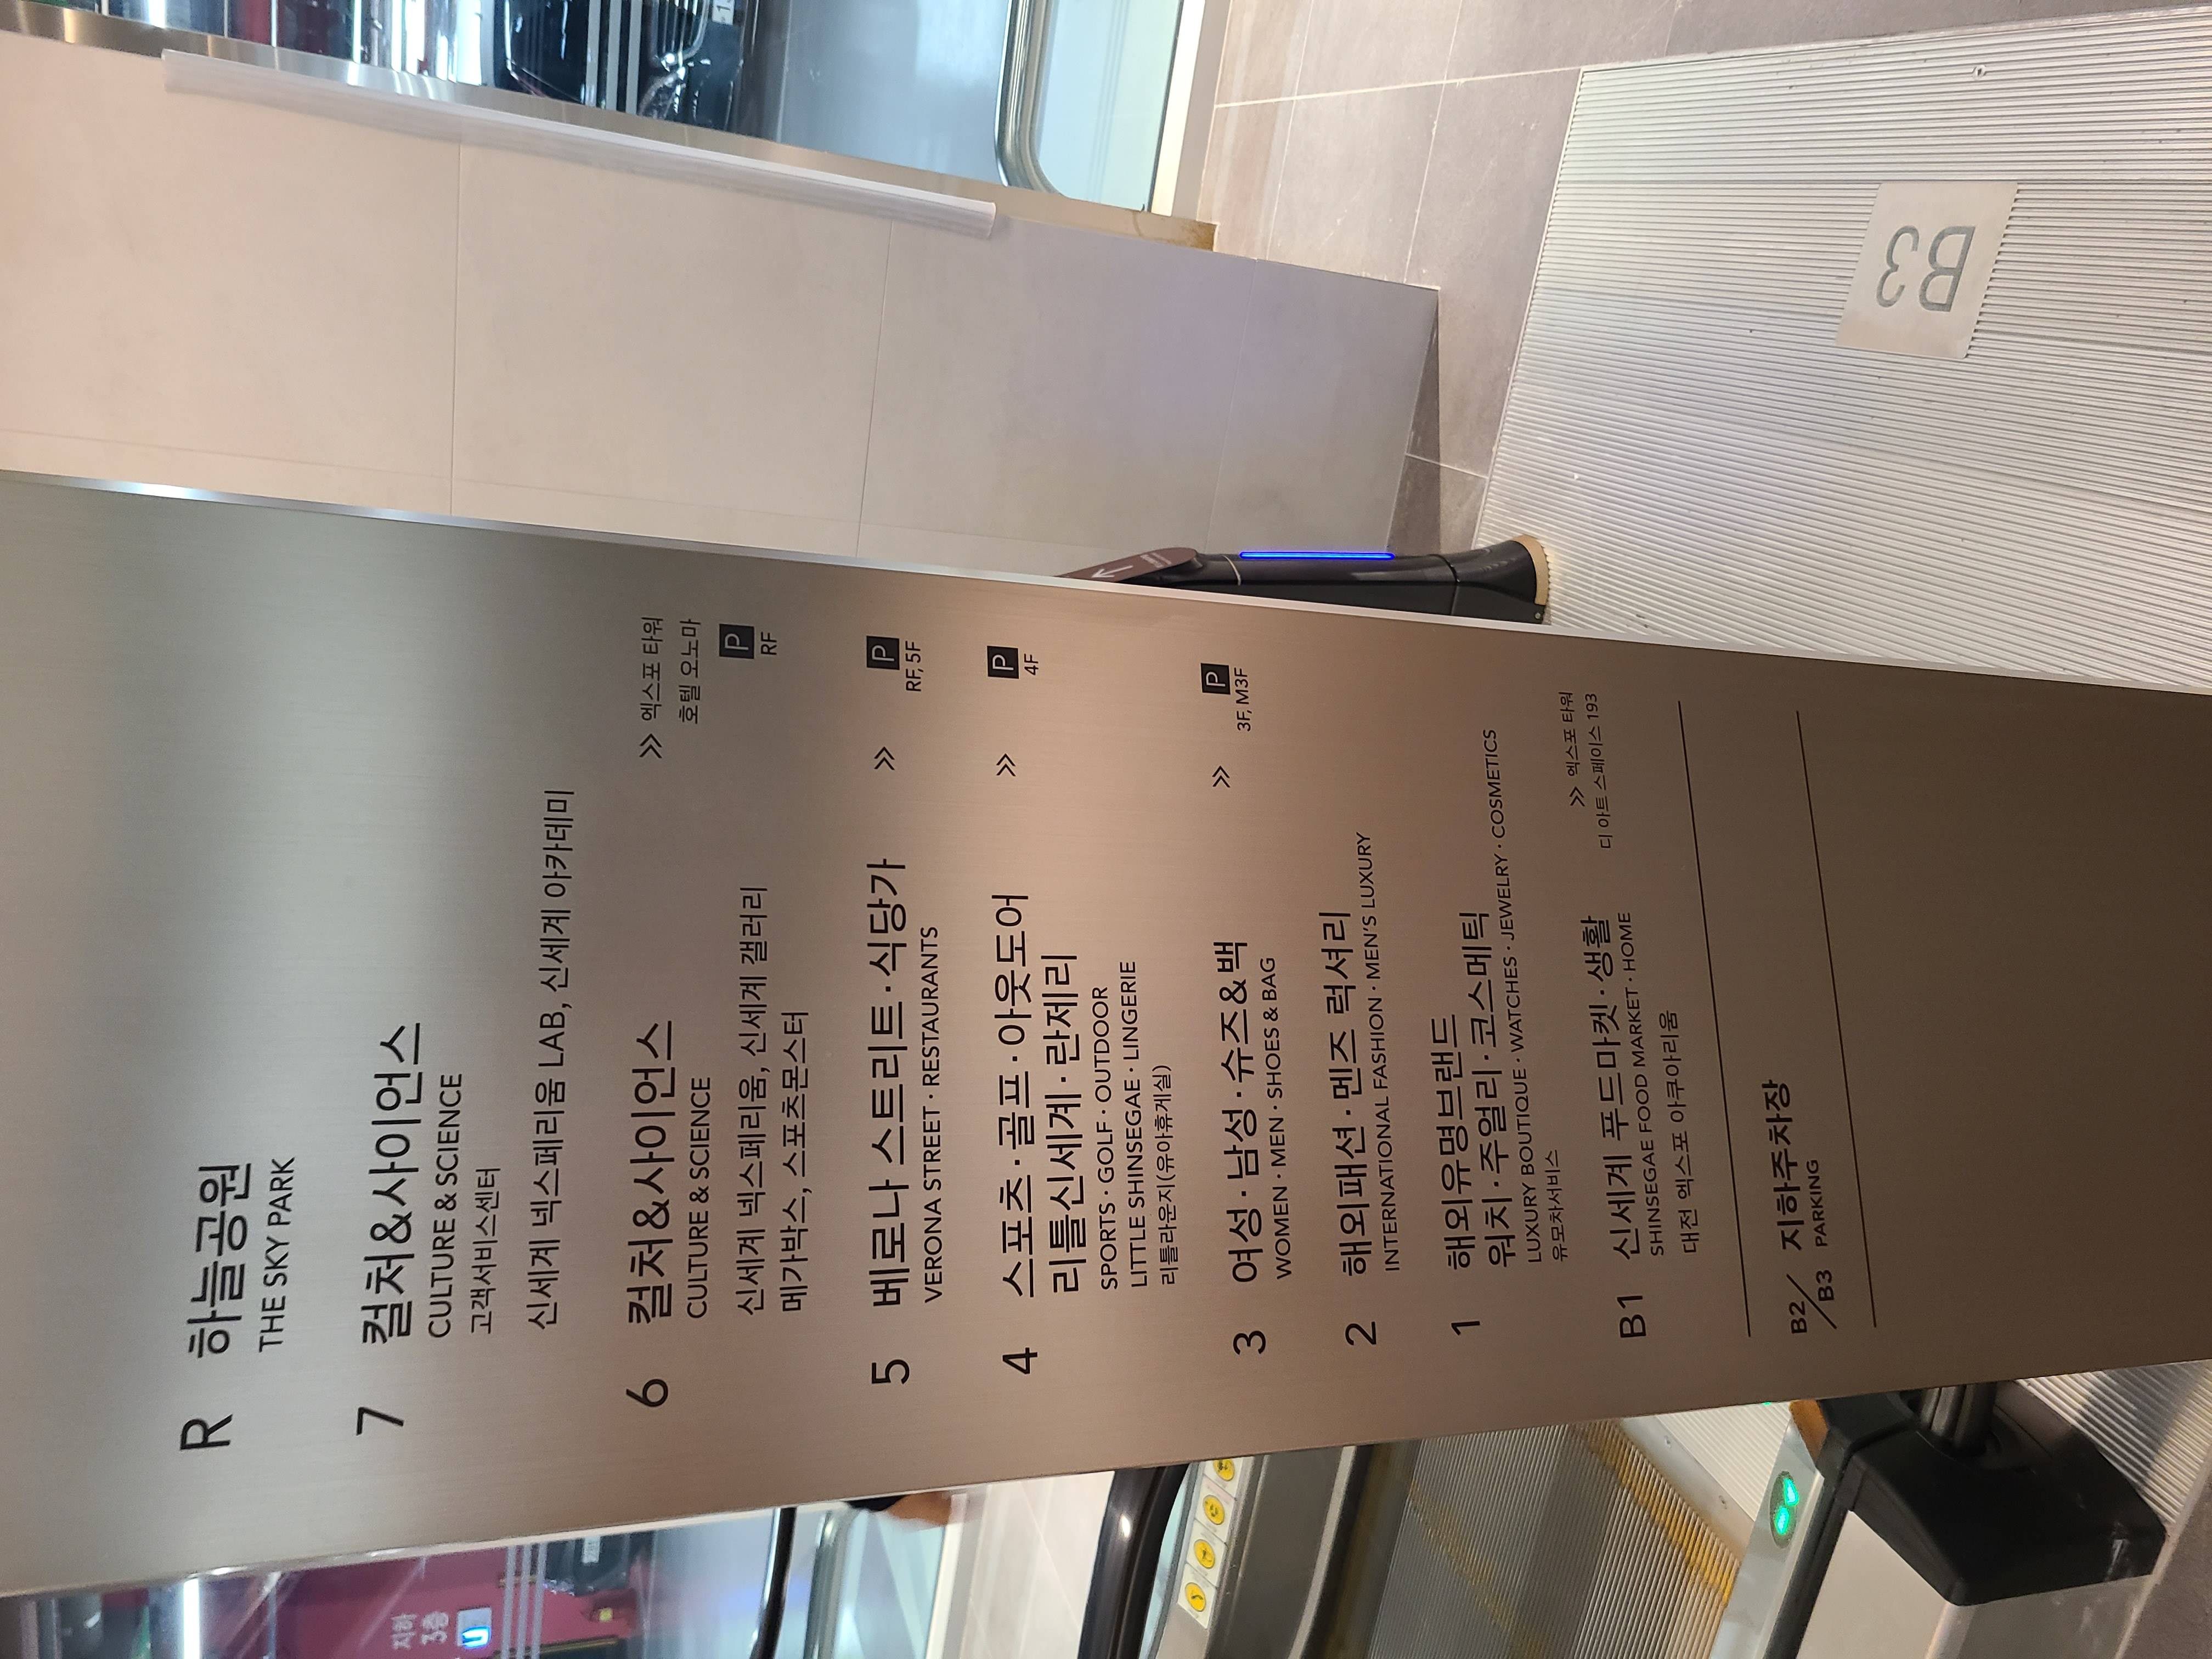 R 하늘공원
THE SKY PARK
7 컬처&사이언스
CULTURE & SCIENCE
고객서비스센터
신세계 넥스페리움 LAB, 신세계 아카데미
6 컬처&사이언스 >> 엑스포 타워
CULTURE & SCIENCE 호텔 오노마
신세계 넥스페리움, 신세계 갤러리 P
메가박스, 스포츠몬스터 RF
5 베로나 스트리트·식당가 >> P
VERONA STREET · RESTAURANTS RF, 5F
4 스포츠·골프·아웃도어 >> P
리틀신세계·란제리 4F
SPORTS · GOLF · OUTDOOR
LITTLE SHINSEGAE · LINGERIE
리틀라운지(유아휴게실)
3 여성·남성·슈즈&백 >> P
WOMEN · MEN · SHOES & BAG 3F, M3F
2 해외패션·멘즈 럭셔리
INTERNATIONAL FASHION · MEN'S LUXURY
1 해외유명브랜드
워치·주얼리·코스메틱
LUXURY BOUTIQUE · WATCHES · JEWELRY · COSMETICS
유모차서비스
B1 신세계 푸드마켓·생활 >> 엑스포 타워
SHINSEGAE FOOD MARKET · HOME 디 아트 스페이스 193
대전 엑스포 아쿠아리움
B2/B3 지하주차장
PARKING
B3
지하
3층